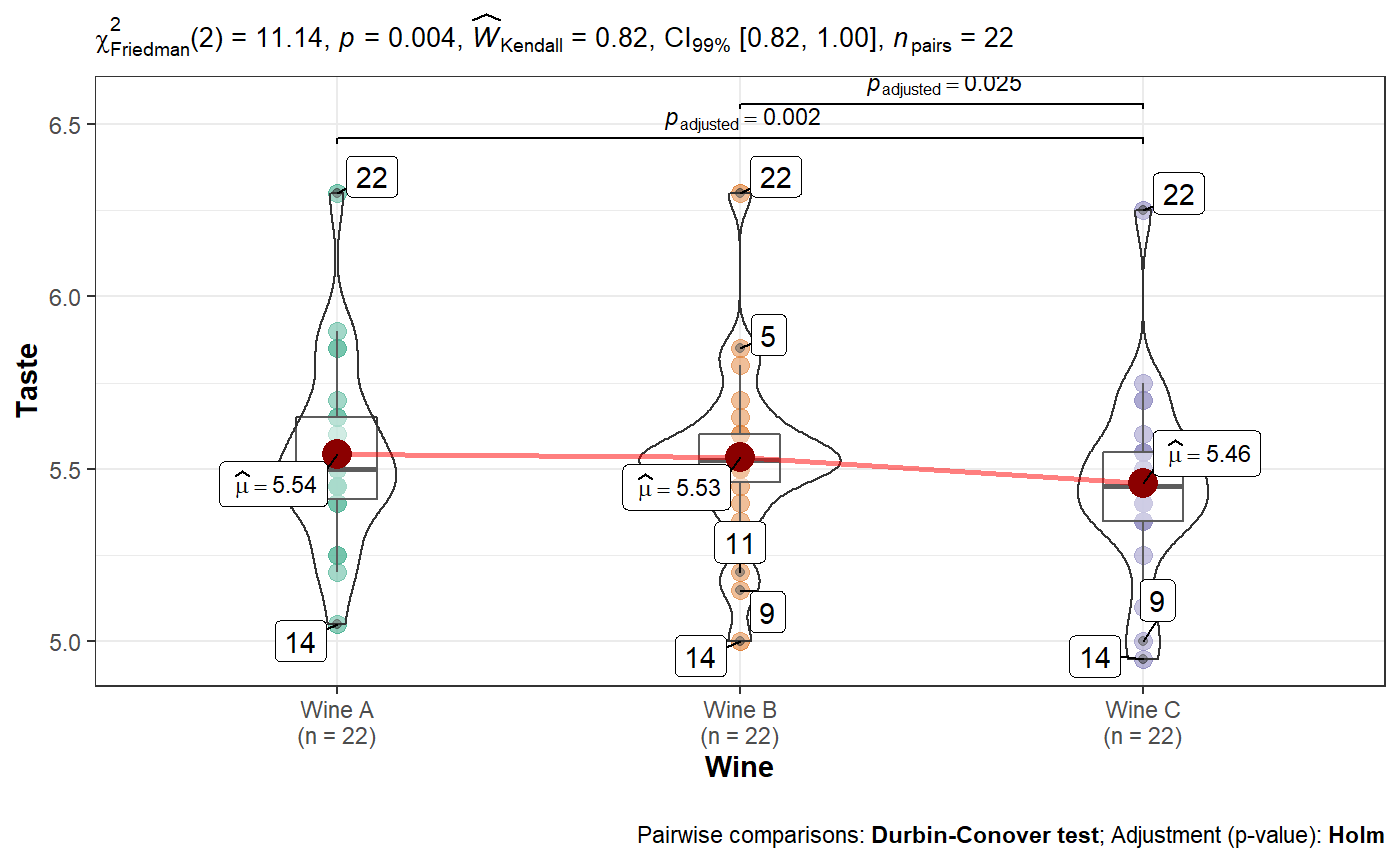 χ²Friedman(2) = 11.14, p = 0.004, ŴKendall = 0.82, CI99% [0.82, 1.00], npairs = 22
padjusted = 0.025
padjusted = 0.002
6.5
22
22
22
6.0
5
Taste
5.5
μ̂ = 5.46
μ̂ = 5.54
μ̂ = 5.53
11
9
9
5.0
14
14
14
Wine A
(n = 22)
Wine B
(n = 22)
Wine C
(n = 22)
Wine
Pairwise comparisons: Durbin-Conover test; Adjustment (p-value): Holm